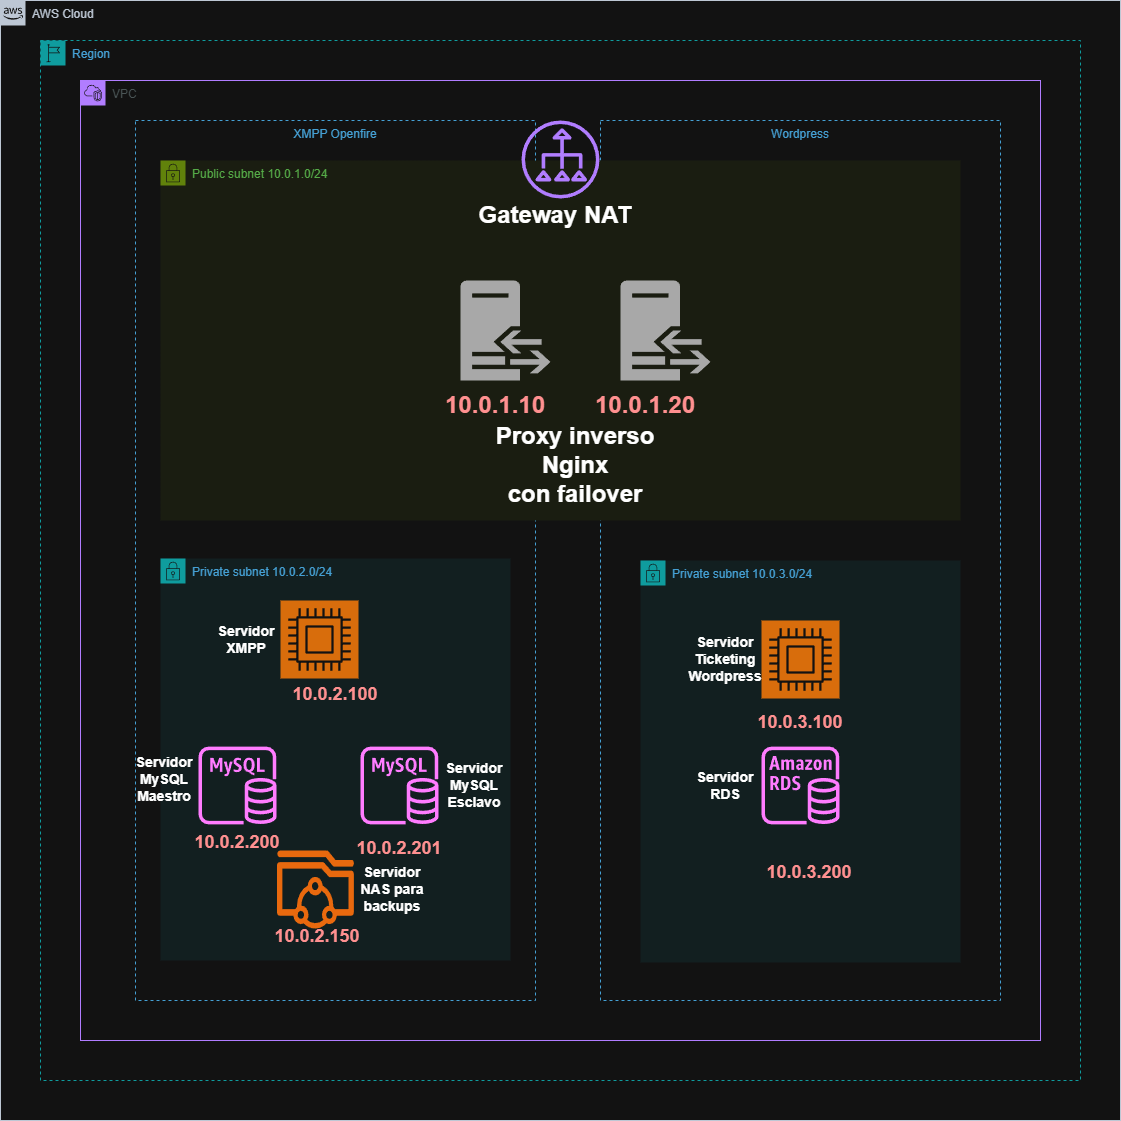 aws
AWS Cloud
Region
VPC
XMPP Openfire
Wordpress
Public subnet 10.0.1.0/24
Gateway NAT
10.0.1.10
10.0.1.20
Proxy inverso
Nginx
con failover
Private subnet 10.0.2.0/24
Servidor
XMPP
10.0.2.100
Servidor
MySQL
Maestro
MySQL
10.0.2.200
MySQL
Servidor
MySQL
Esclavo
10.0.2.201
Servidor
NAS para
backups
10.0.2.150
Private subnet 10.0.3.0/24
Servidor
Ticketing
Wordpress
10.0.3.100
Servidor
RDS
Amazon
RDS
10.0.3.200